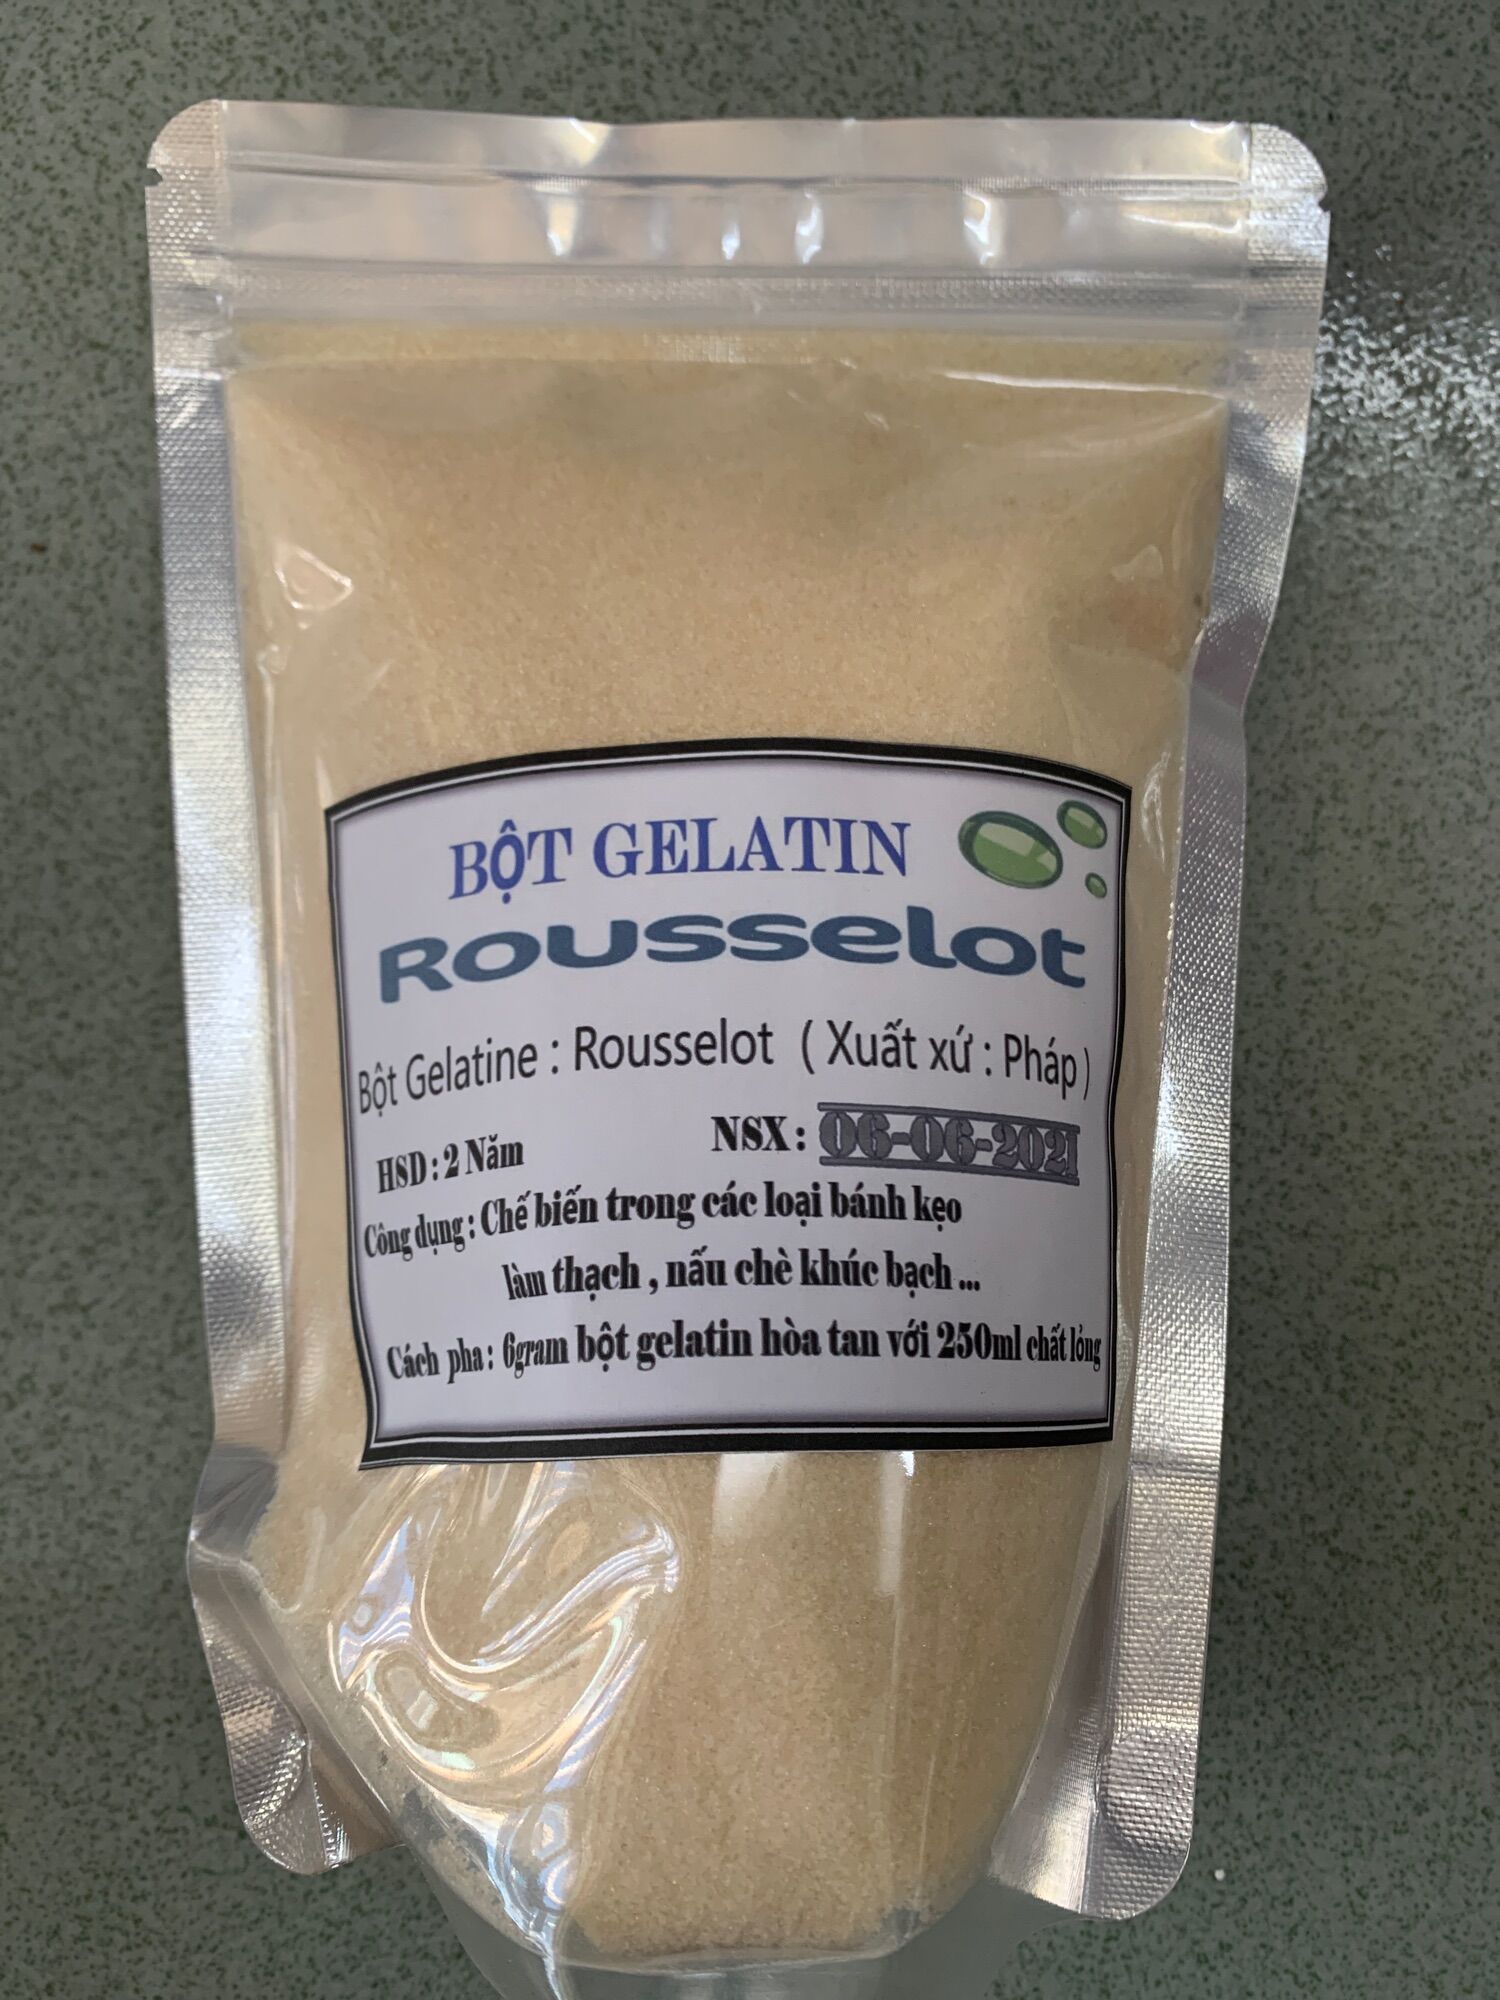 BỘT GELATIN
ROUSSELOT
Bột Gelatine : Rousselot ( Xuất xứ : Pháp )
HSD : 2 Năm NSX : 06-06-2021
Công dụng : Chế biến trong các loại bánh kẹo
làm thạch , nấu chè khúc bạch ...
Cách pha : 6gram bột gelatin hòa tan với 250ml chất lỏng